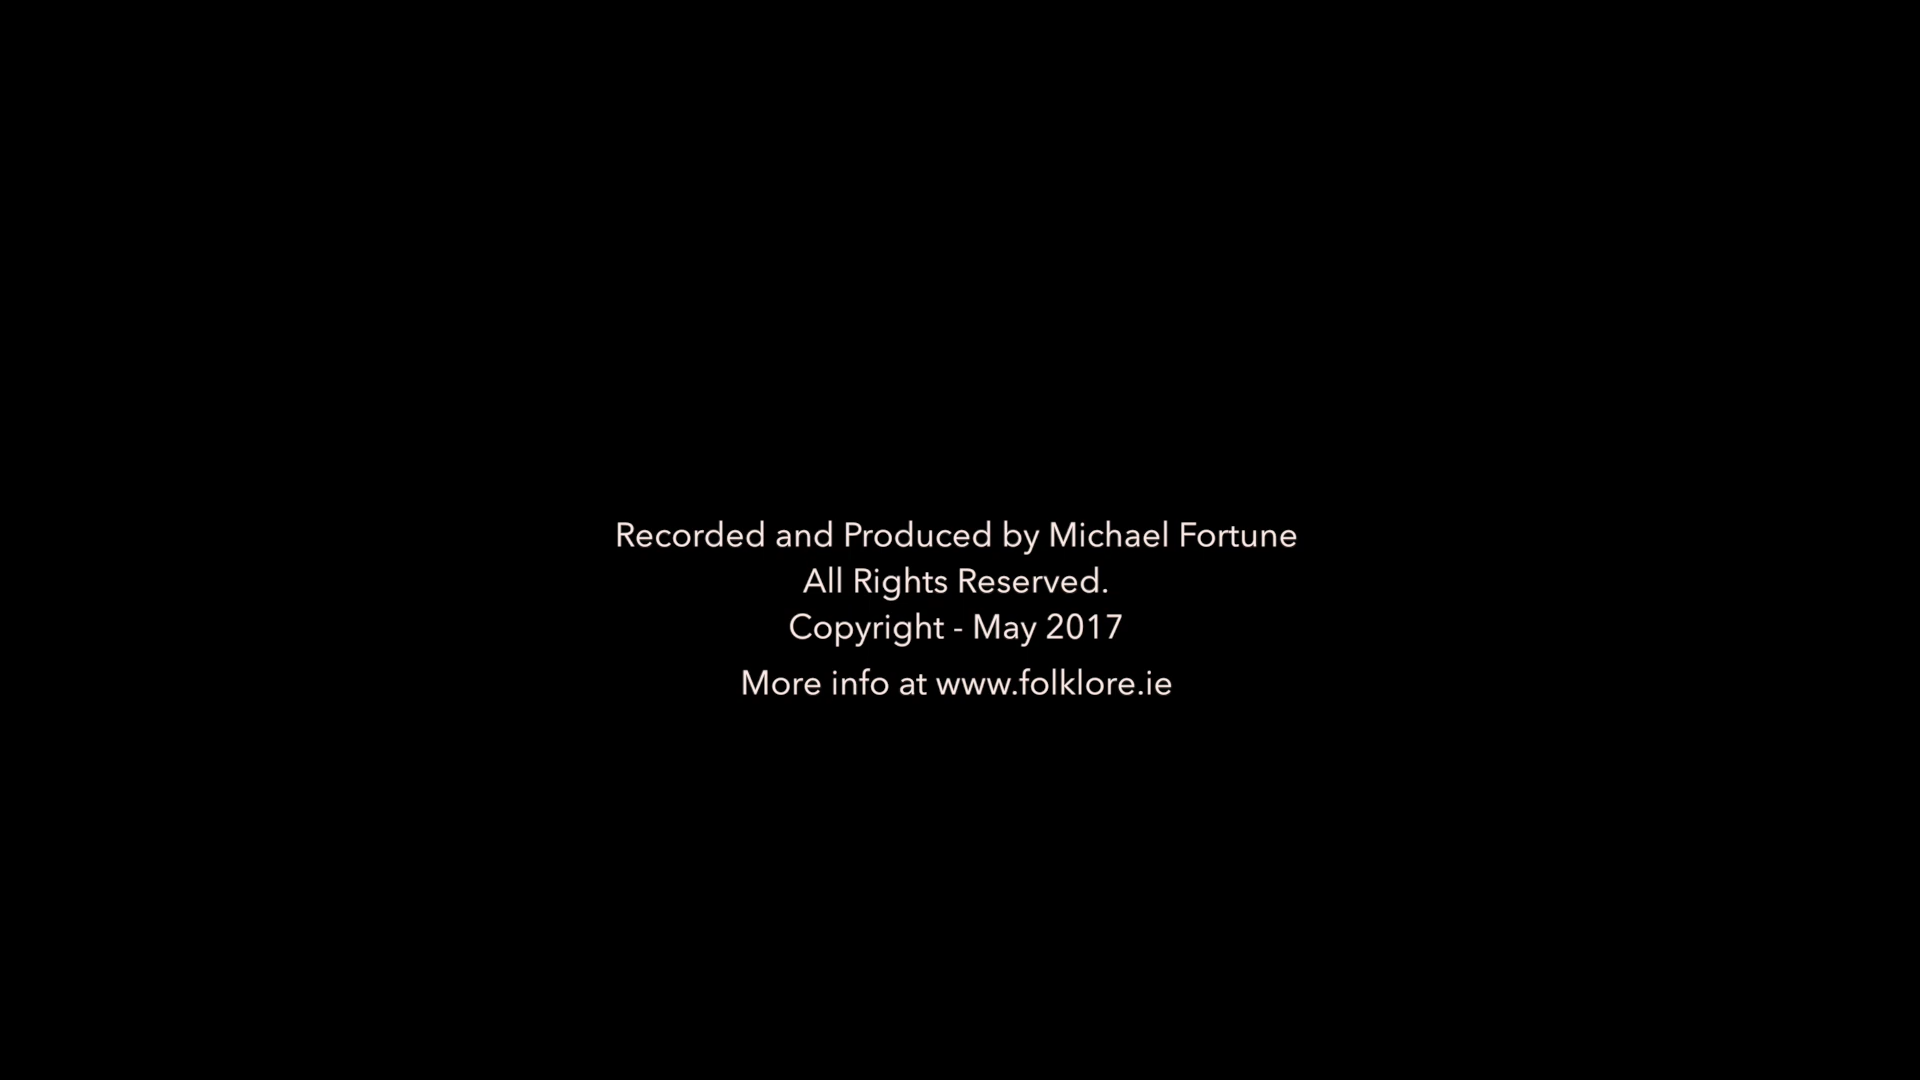 Recorded and Produced by Michael Fortune
All Rights Reserved.
Copyright - May 2017
More info at www.folklore.ie